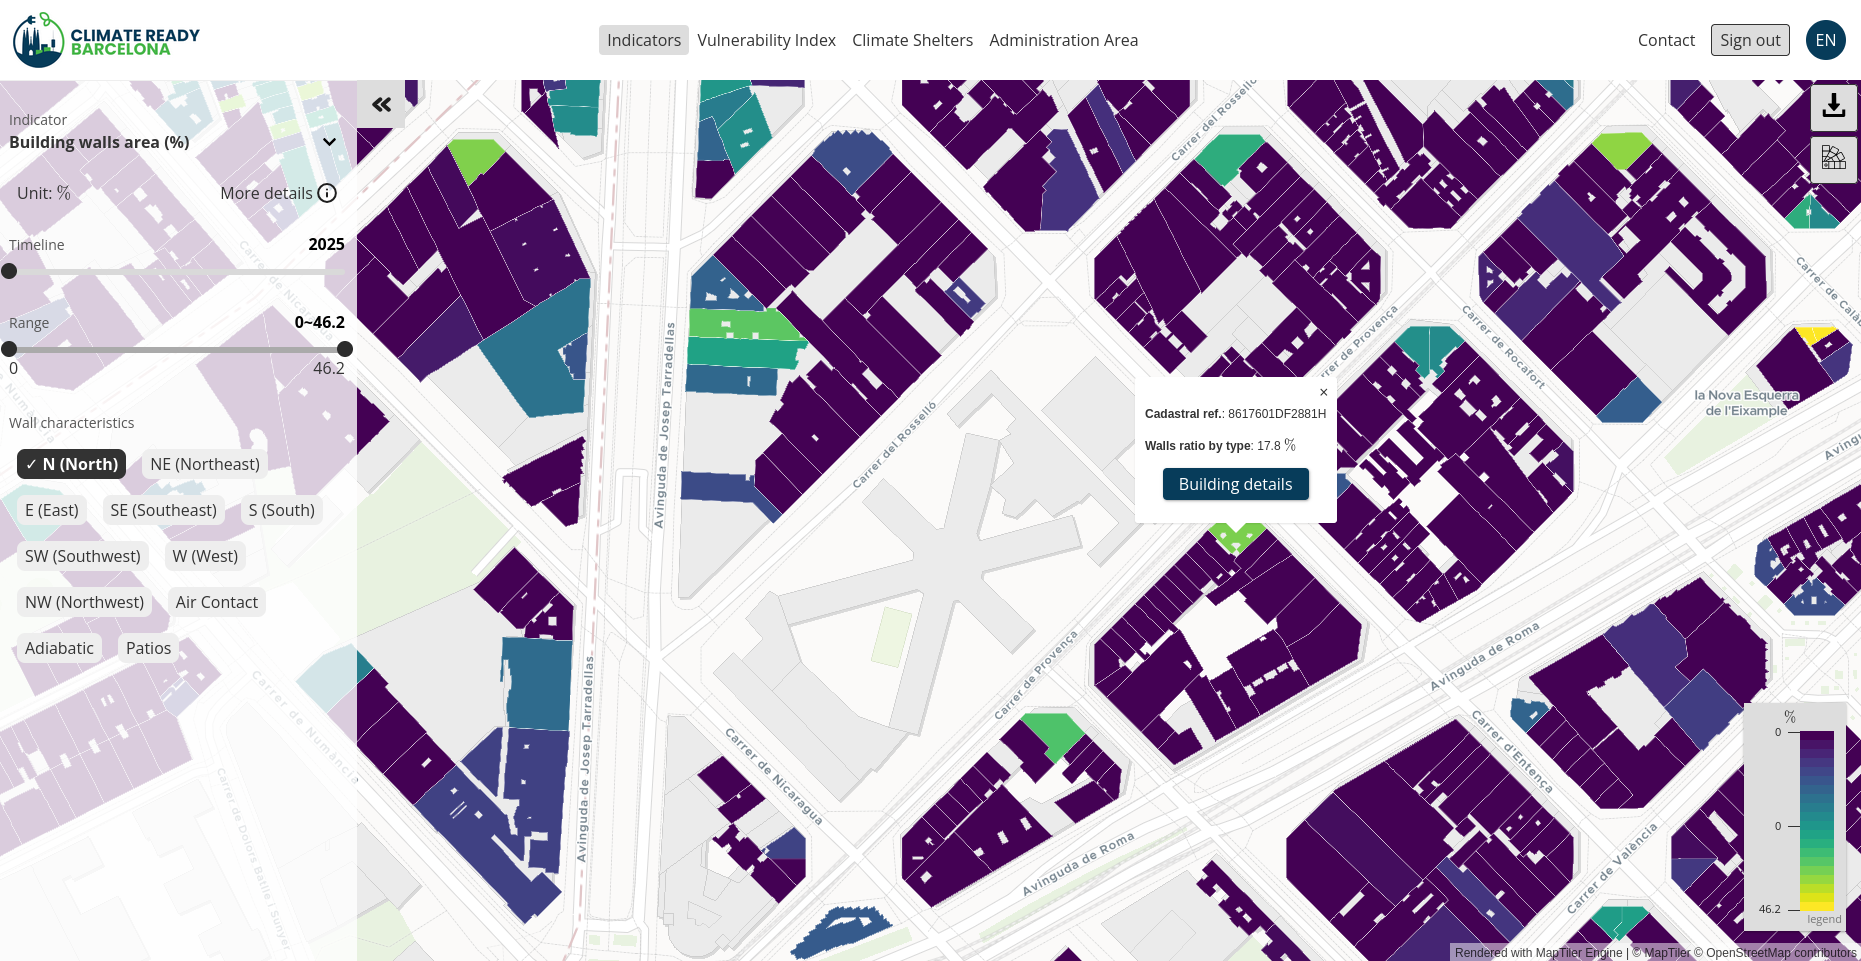 CLIMATE READY
BARCELONA
Indicators
Vulnerability Index
Climate Shelters
Administration Area
Contact
Sign out
EN
Indicator
Building walls area (%)
Unit: %
More details
Timeline
2025
Range
0~46.2
0
46.2
Wall characteristics
✓ N (North)
NE (Northeast)
E (East)
SE (Southeast)
S (South)
SW (Southwest)
W (West)
NW (Northwest)
Air Contact
Adiabatic
Patios
Carrer del Rosselló
Carrer de Provença
Carrer de Rocafort
la Nova Esquerra
de l'Eixample
×
Cadastral ref.: 8617601DF2881H
Walls ratio by type: 17.8 %
Building details
Avinguda de Josep Tarradellas
Carrer del Rosselló
Avinguda de Josep Tarradellas
Carrer de Provença
Carrer de Nicaragua
Avinguda de Roma
Avinguda de Roma
Carrer d'Entença
Carrer de València
Carrer de Numància
Carrer de Dolors Batlle i Sunyer
%
0
0
46.2
legend
Rendered with MapTiler Engine | © MapTiler © OpenStreetMap contributors